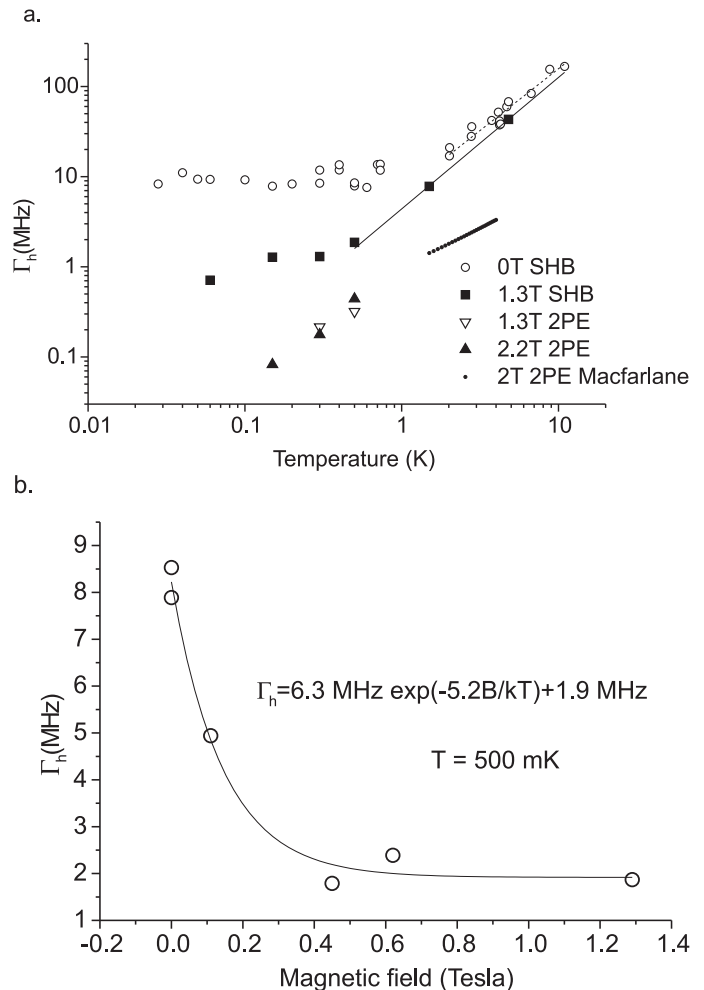 a.
100
10
1
0.1
Γh(MHz)
0.01
0.1
1
10
Temperature (K)
0T SHB
1.3T SHB
1.3T 2PE
2.2T 2PE
2T 2PE Macfarlane
b.
9
8
7
6
5
4
3
2
1
Γh(MHz)
Γh=6.3 MHz exp(-5.2B/kT)+1.9 MHz
T = 500 mK
-0.2 0.0 0.2 0.4 0.6 0.8 1.0 1.2 1.4
Magnetic field (Tesla)